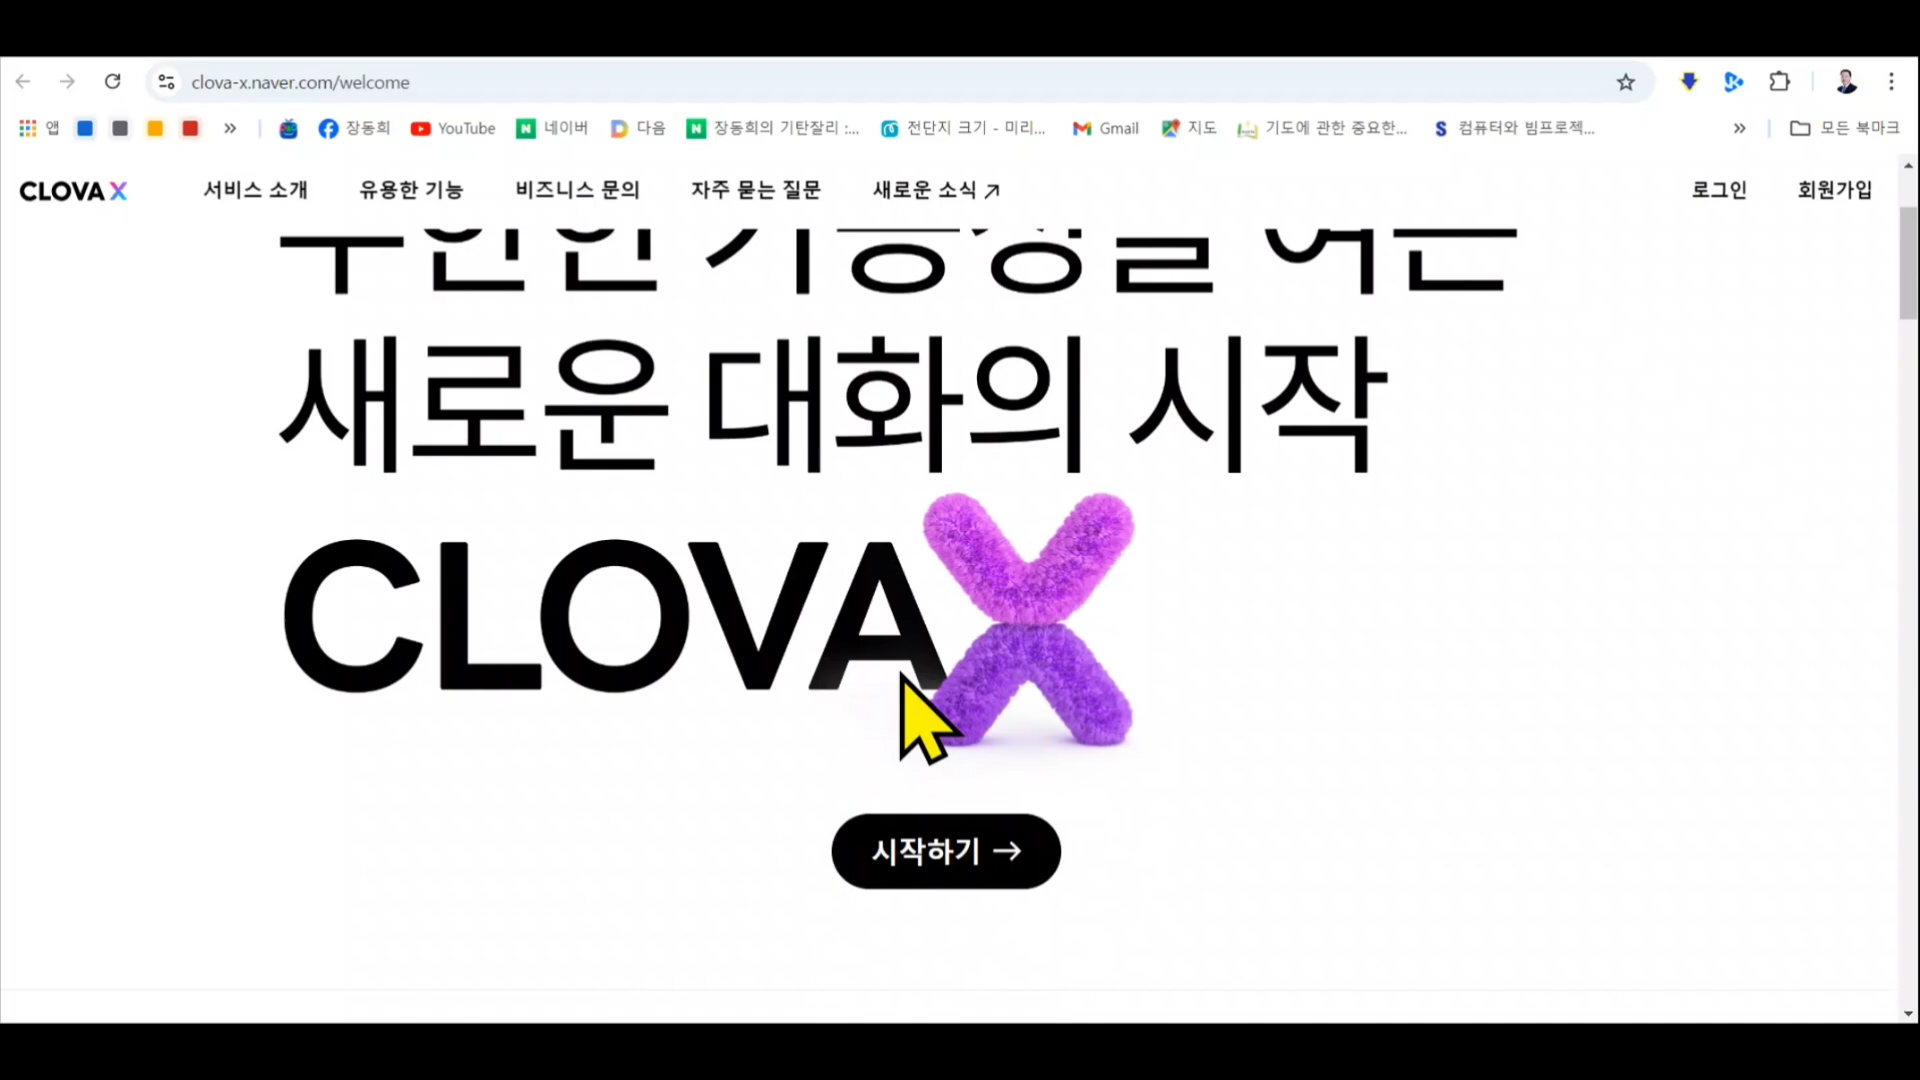 clova-x.naver.com/welcome
앱 » 장동희 YouTube 네이버 다음 장동희의 기탄잘리 :... 전단지 크기 - 미리... Gmail 지도 기도에 관한 중요한... 컴퓨터와 빔프로젝... » 모든 북마크
CLOVA X 서비스 소개 유용한 기능 비즈니스 문의 자주 묻는 질문 새로운 소식 ↗ 로그인 회원가입
새로운 대화의 시작
CLOVA X
시작하기 →